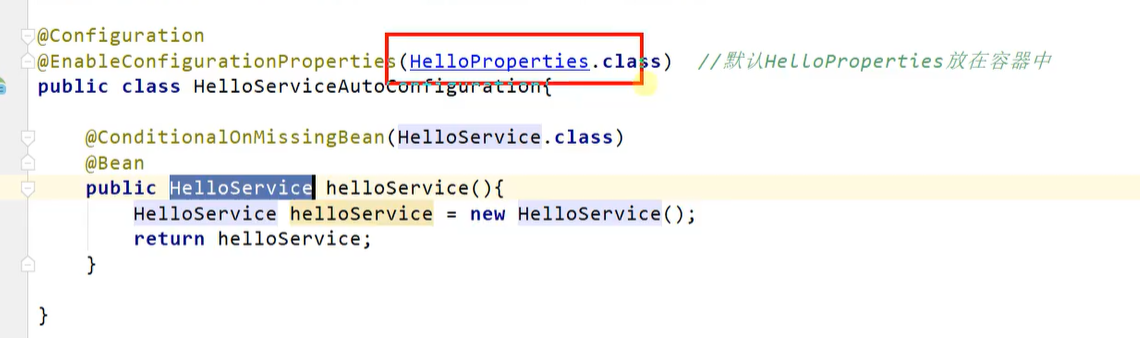 @Configuration
@EnableConfigurationProperties(HelloProperties.class)  //默认HelloProperties放在容器中
public class HelloServiceAutoConfiguration{
@ConditionalOnMissingBean(HelloService.class)
@Bean
public HelloService helloService(){
HelloService helloService = new HelloService();
return helloService;
}
}